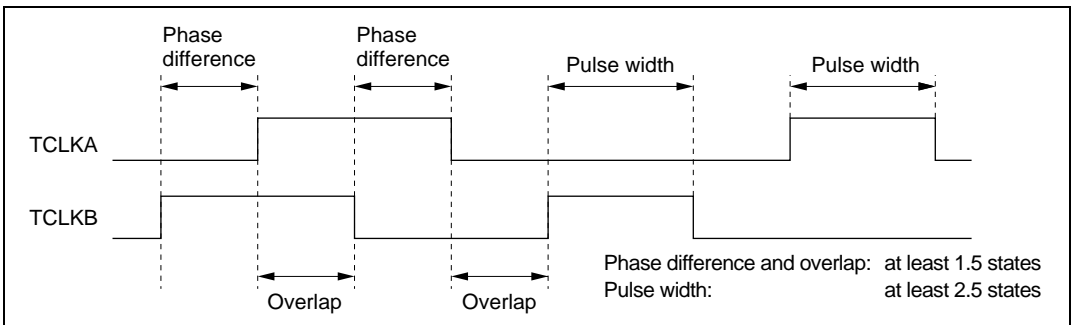 Phase
difference
Phase
difference
Pulse width
Pulse width
TCLKA
TCLKB
Overlap
Overlap
Phase difference and overlap: at least 1.5 states
Pulse width: at least 2.5 states